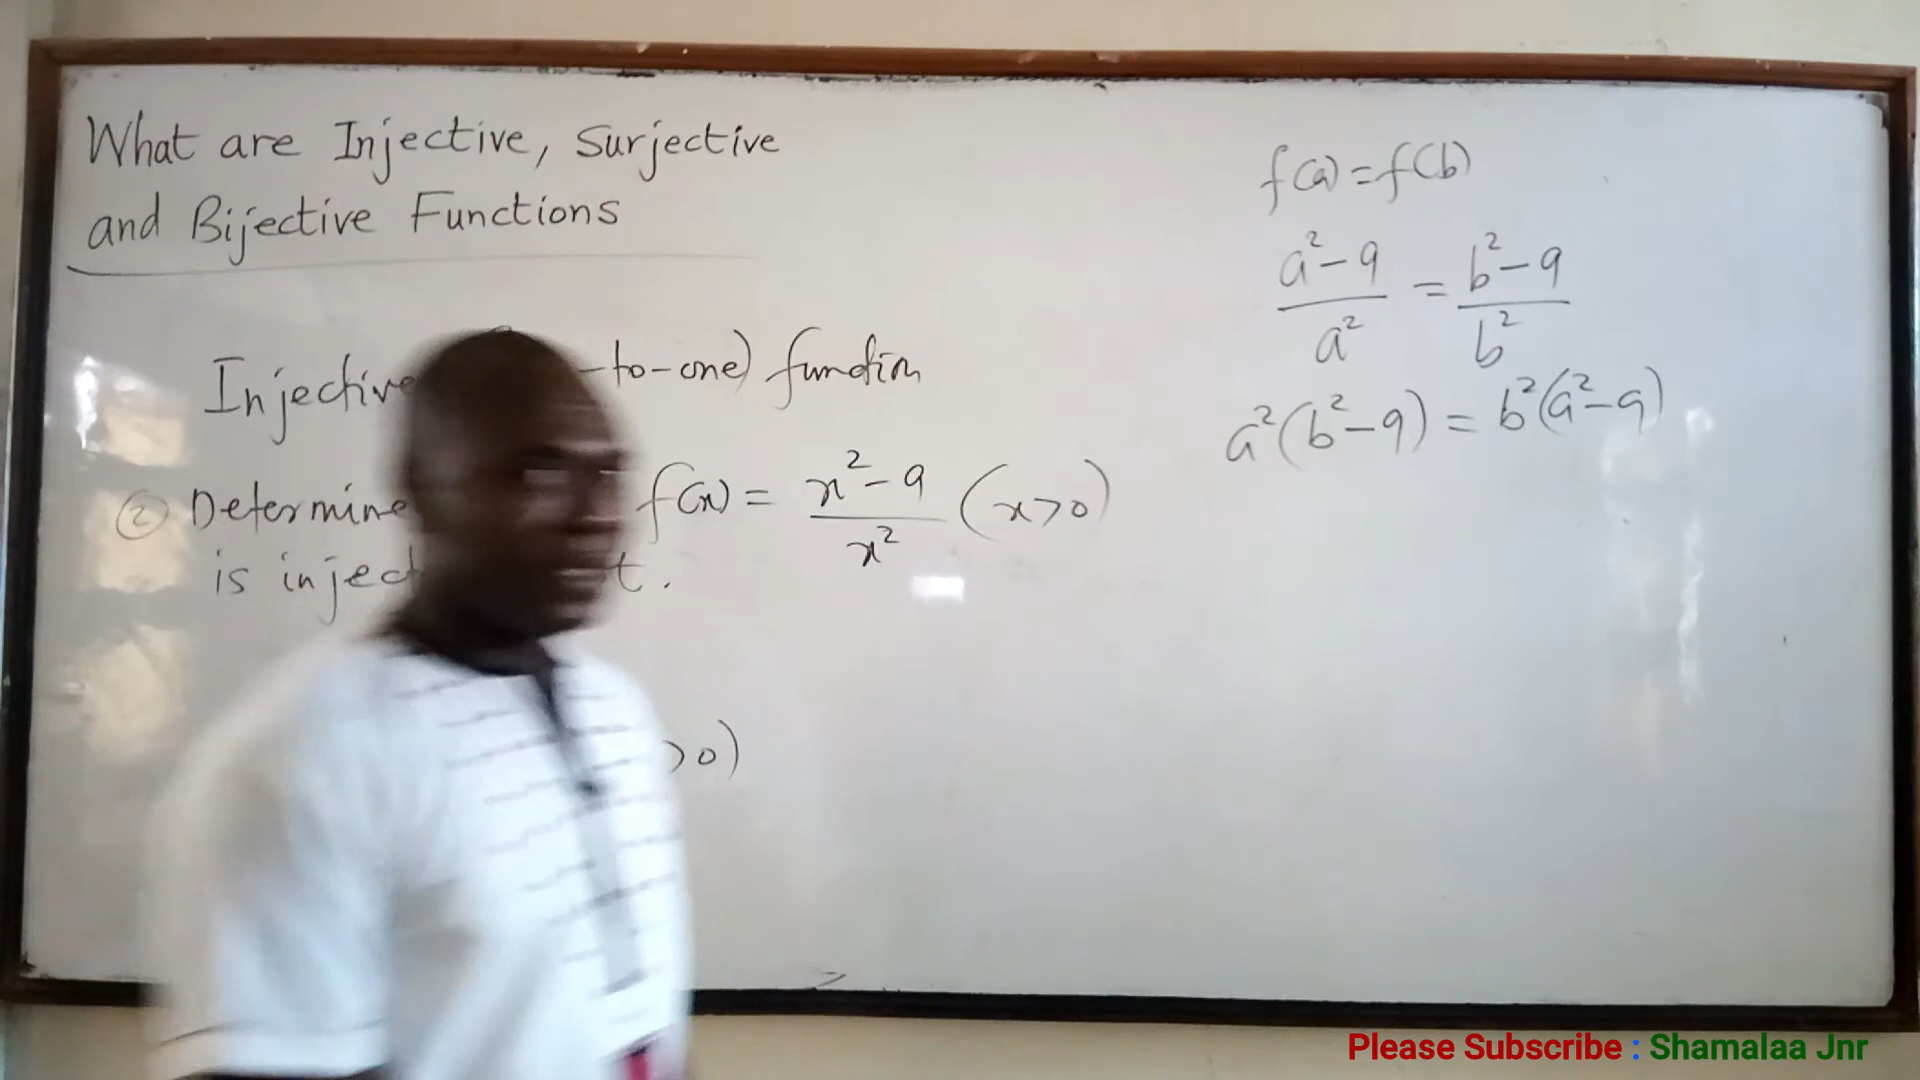 What are Injective, Surjective
and Bijective Functions
Injective -to-one) function
② Determine f(x) = x²-9/x² (x>0)
is inject t.
>0)
f(a)=f(b)
a²-9/a² = b²-9/b²
a²(b²-9) = b²(a²-9)
Please Subscribe : Shamalaa Jnr